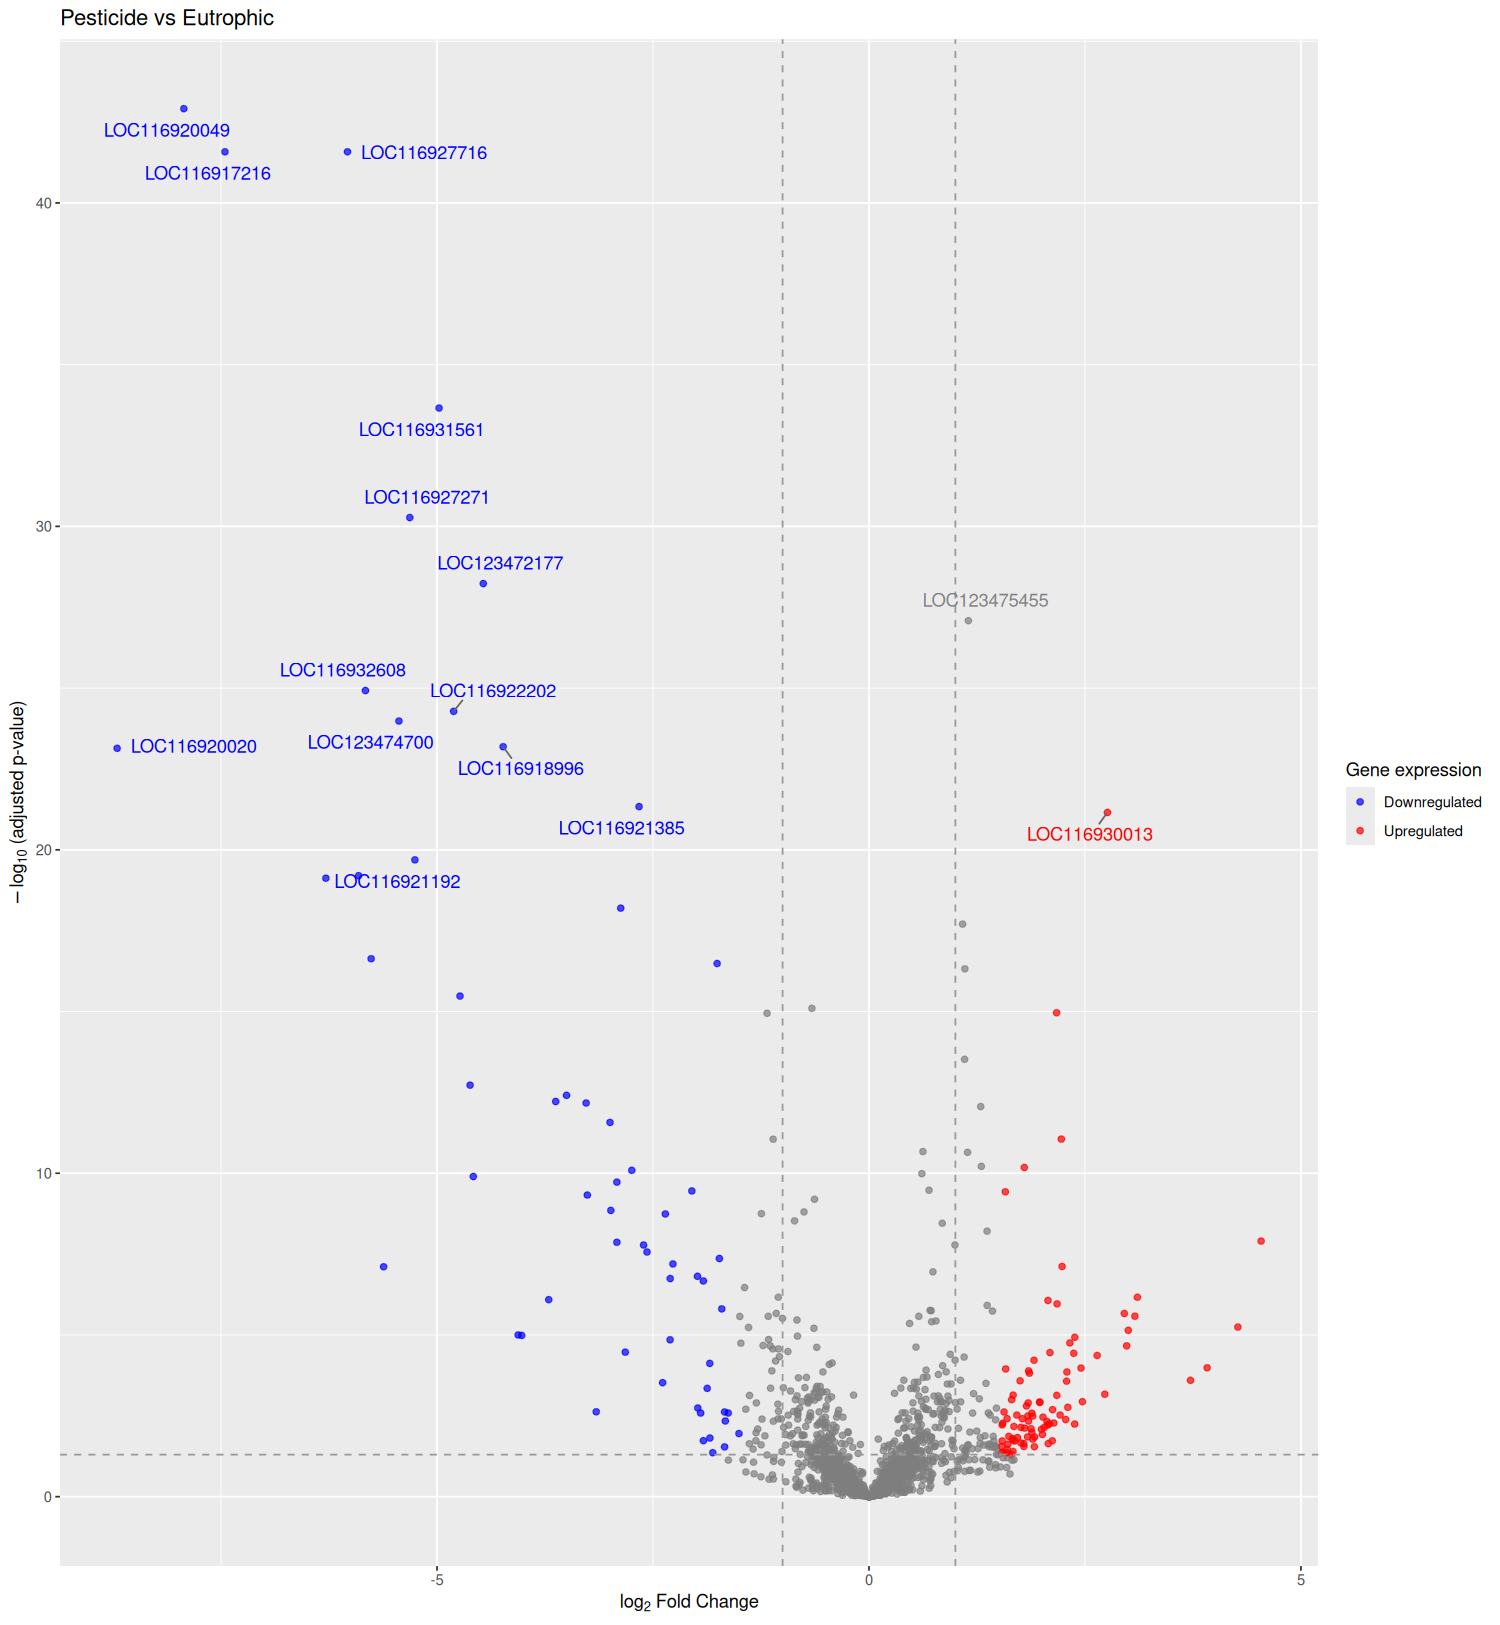 Pesticide vs Eutrophic
LOC116920049
LOC116917216
LOC116927716
40
LOC116931561
LOC116927271
30
LOC123472177
LOC123475455
LOC116932608
LOC116922202
LOC123474700
LOC116920020
LOC116918996
LOC116921385
LOC116930013
20
LOC116921192
10
0
− log10 (adjusted p-value)
-5
0
5
log2 Fold Change
Gene expression
Downregulated
Upregulated